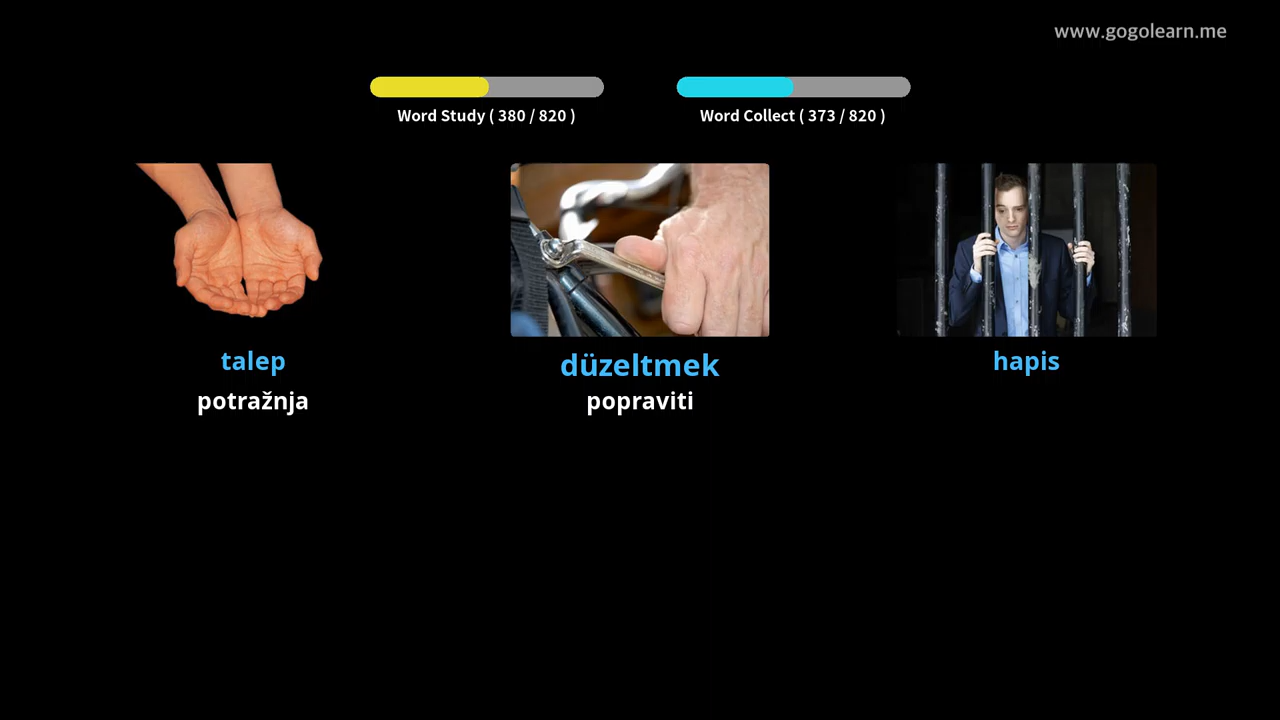 www.gogolearn.me
Word Study ( 380 / 820 )
Word Collect ( 373 / 820 )
talep
düzeltmek
hapis
potražnja
popraviti